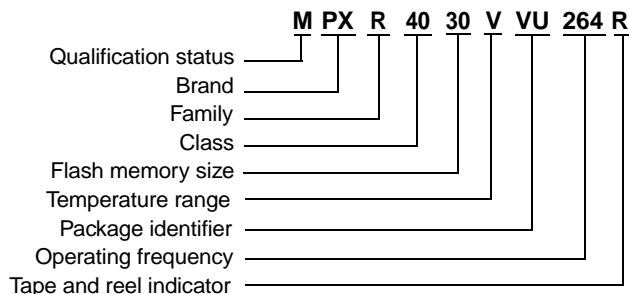 M PX R 40 30 V VU 264 R
Qualification status
Brand
Family
Class
Flash memory size
Temperature range
Package identifier
Operating frequency
Tape and reel indicator